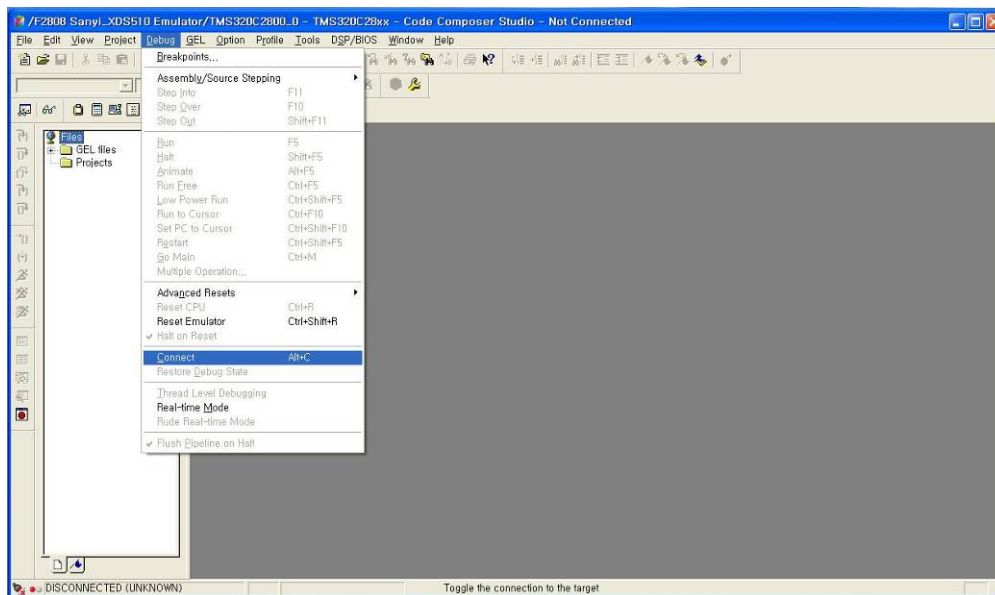 /F2808 Sanyi_XDS510 Emulator/TMS320C2800_0 - TMS320C28xx - Code Composer Studio - Not Connected
File Edit View Project Debug GEL Option Profile Tools DSP/BIOS Window Help
Breakpoints...
Assembly/Source Stepping
Step Into F11
Step Over F10
Step Out Shift+F11
Files
GEL files
Projects
Run F5
Halt Shift+F5
Animate Alt+F5
Run Free Ctrl+F5
Low Power Run Ctrl+Shift+F5
Run to Cursor Ctrl+F10
Set PC to Cursor Ctrl+Shift+F10
Restart Ctrl+Shift+F5
Go Main Ctrl+M
Multiple Operation...
Advanced Resets
Reset CPU Ctrl+R
Reset Emulator Ctrl+Shift+R
Halt on Reset
Connect Alt+C
Restore Debug State
Thread Level Debugging
Real-time Mode
Rude Real-time Mode
Flush Pipeline on Halt
DISCONNECTED (UNKNOWN) Toggle the connection to the target